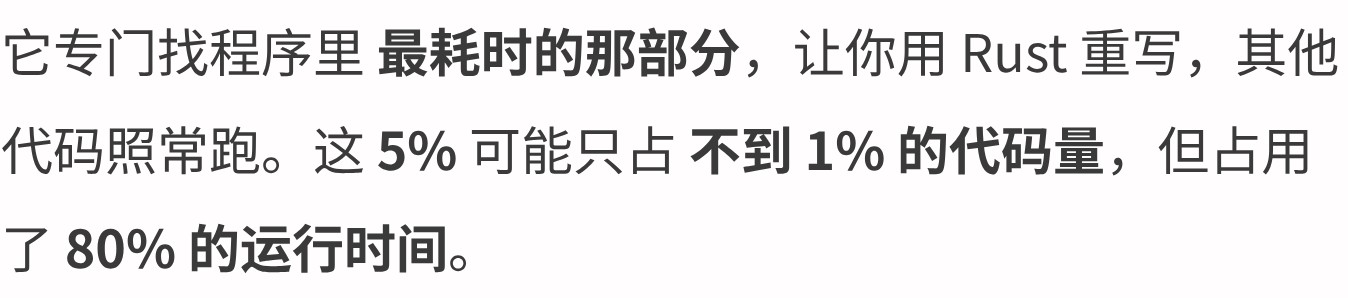 它专门找程序里 最耗时的那部分，让你用 Rust 重写，其他
代码照常跑。这 5% 可能只占 不到 1% 的代码量，但占用
了 80% 的运行时间。